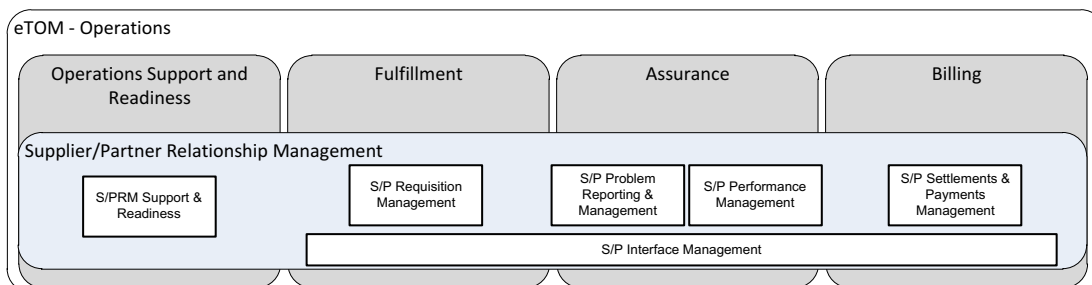 eTOM - Operations
Operations Support and
Readiness
Fulfillment
Assurance
Billing
Supplier/Partner Relationship Management
S/PRM Support &
Readiness
S/P Requisition
Management
S/P Problem
Reporting &
Management
S/P Performance
Management
S/P Settlements &
Payments
Management
S/P Interface Management